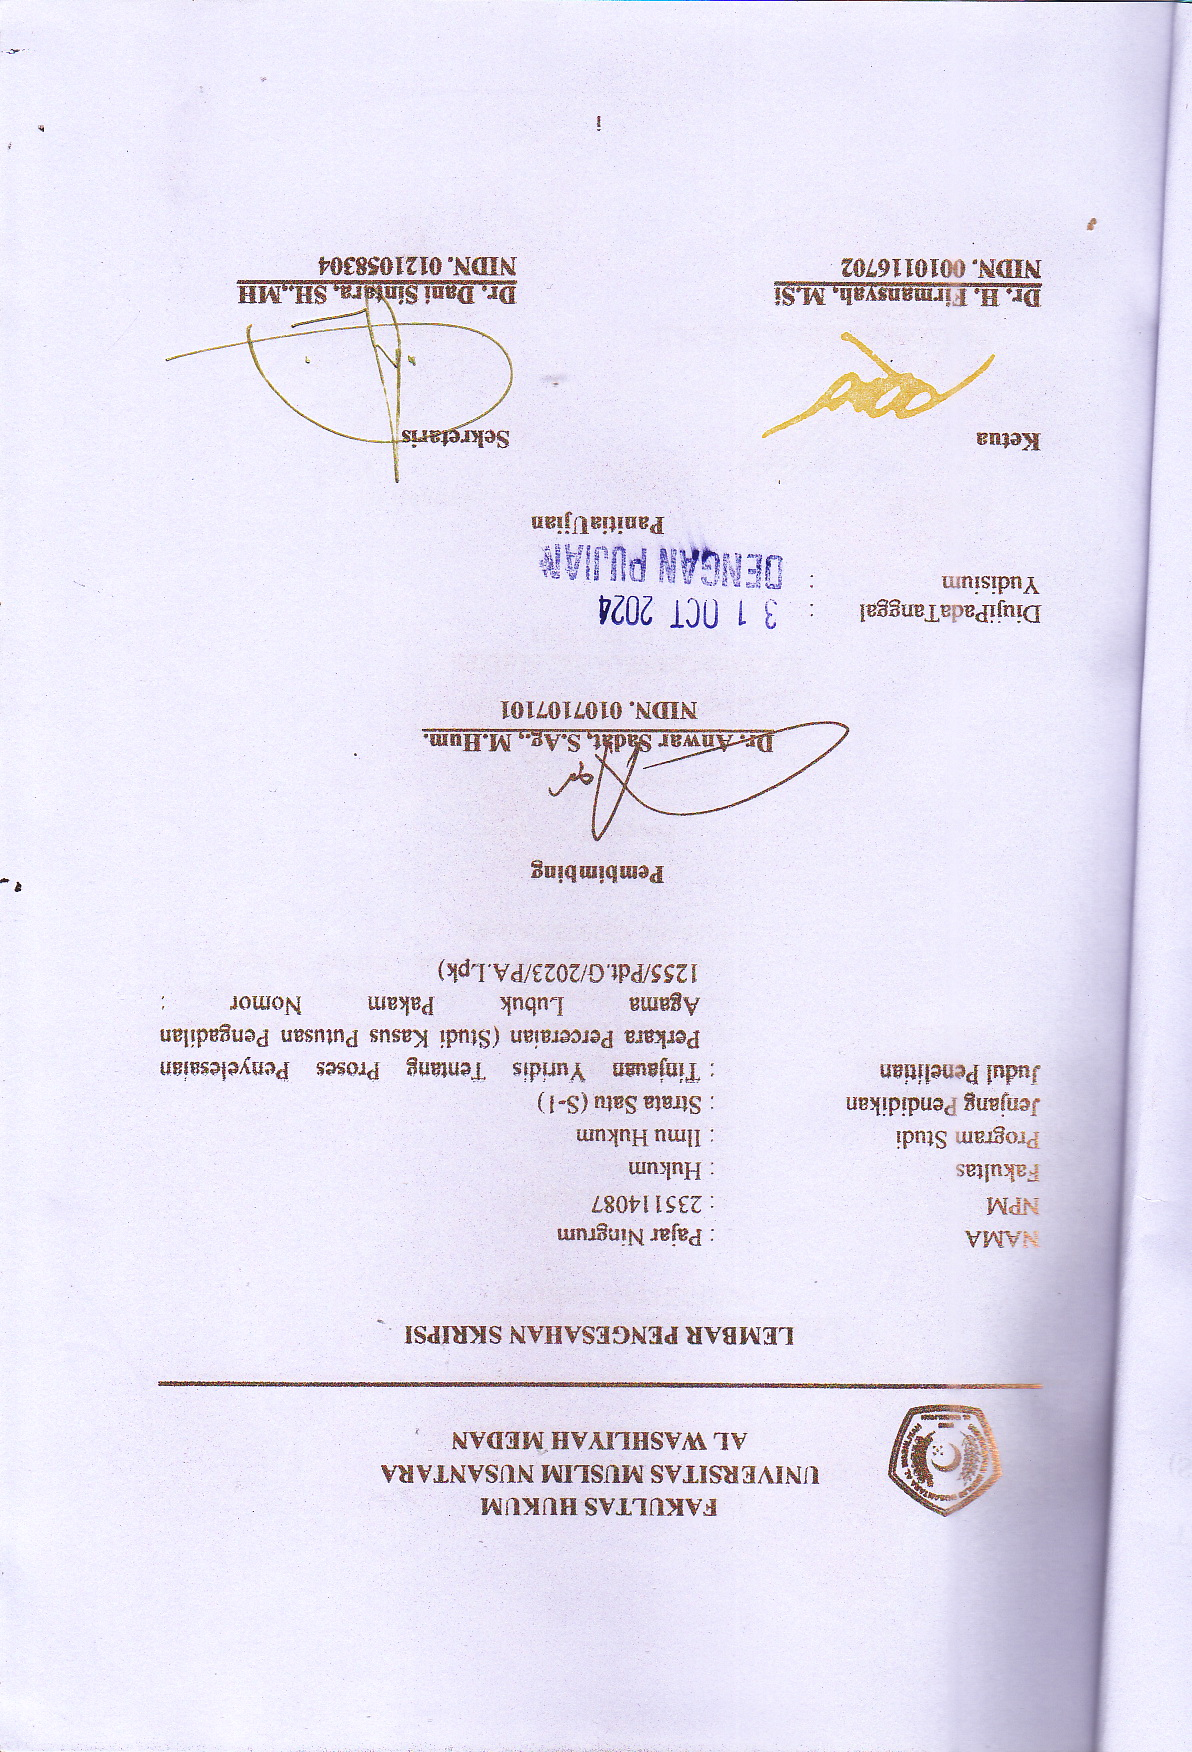 FAKULTAS HUKUM
UNIVERSITAS MUSLIM NUSANTARA
AL WASHLIYAH MEDAN
LEMBAR PENGESAHAN SKRIPSI
NAMA : Pajar Ningrum
NPM : 235114087
Fakultas : Hukum
Program Studi : Ilmu Hukum
Jenjang Pendidikan : Strata Satu (S-1)
Judul Penelitian : Tinjauan Yuridis Tentang Proses Penyelesaian
Perkara Perceraian (Studi Kasus Putusan Pengadilan
Agama Lubuk Pakam Nomor :
1255/Pdt.G/2023/PA.Lpk)
Pembimbing
Dr. Anwar Sadat, S.Ag., M.Hum.
NIDN. 0107107101
DiujiPadaTanggal : 31 OCT 2024
Yudisium : DENGAN PUJIAN
PanitiaUjian
Ketua Sekretaris
Dr. H. Firmansyah, M.Si Dr. Dani Sintara, SH.,MH
NIDN. 0010116702 NIDN. 0121058304
i